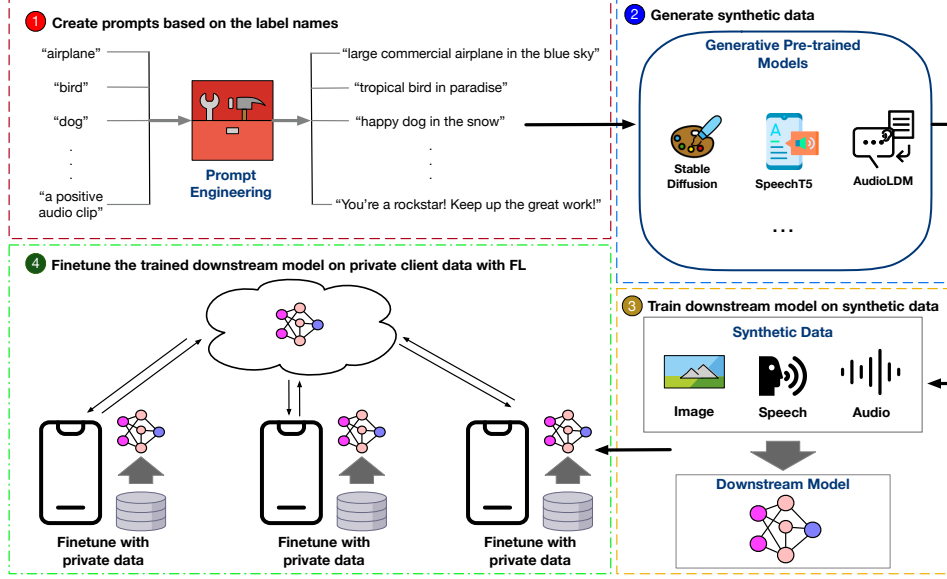 1 Create prompts based on the label names
“airplane”
“bird”
“dog”
.
.
.
“a positive
audio clip”
Prompt
Engineering
“large commercial airplane in the blue sky”
“tropical bird in paradise”
“happy dog in the snow”
.
.
.
“You’re a rockstar! Keep up the great work!”
2 Generate synthetic data
Generative Pre-trained
Models
Stable
Diffusion
A
SpeechT5
AudioLDM
...
4 Finetune the trained downstream model on private client data with FL
Finetune with
private data
Finetune with
private data
Finetune with
private data
3 Train downstream model on synthetic data
Synthetic Data
Image
Speech
Audio
Downstream Model